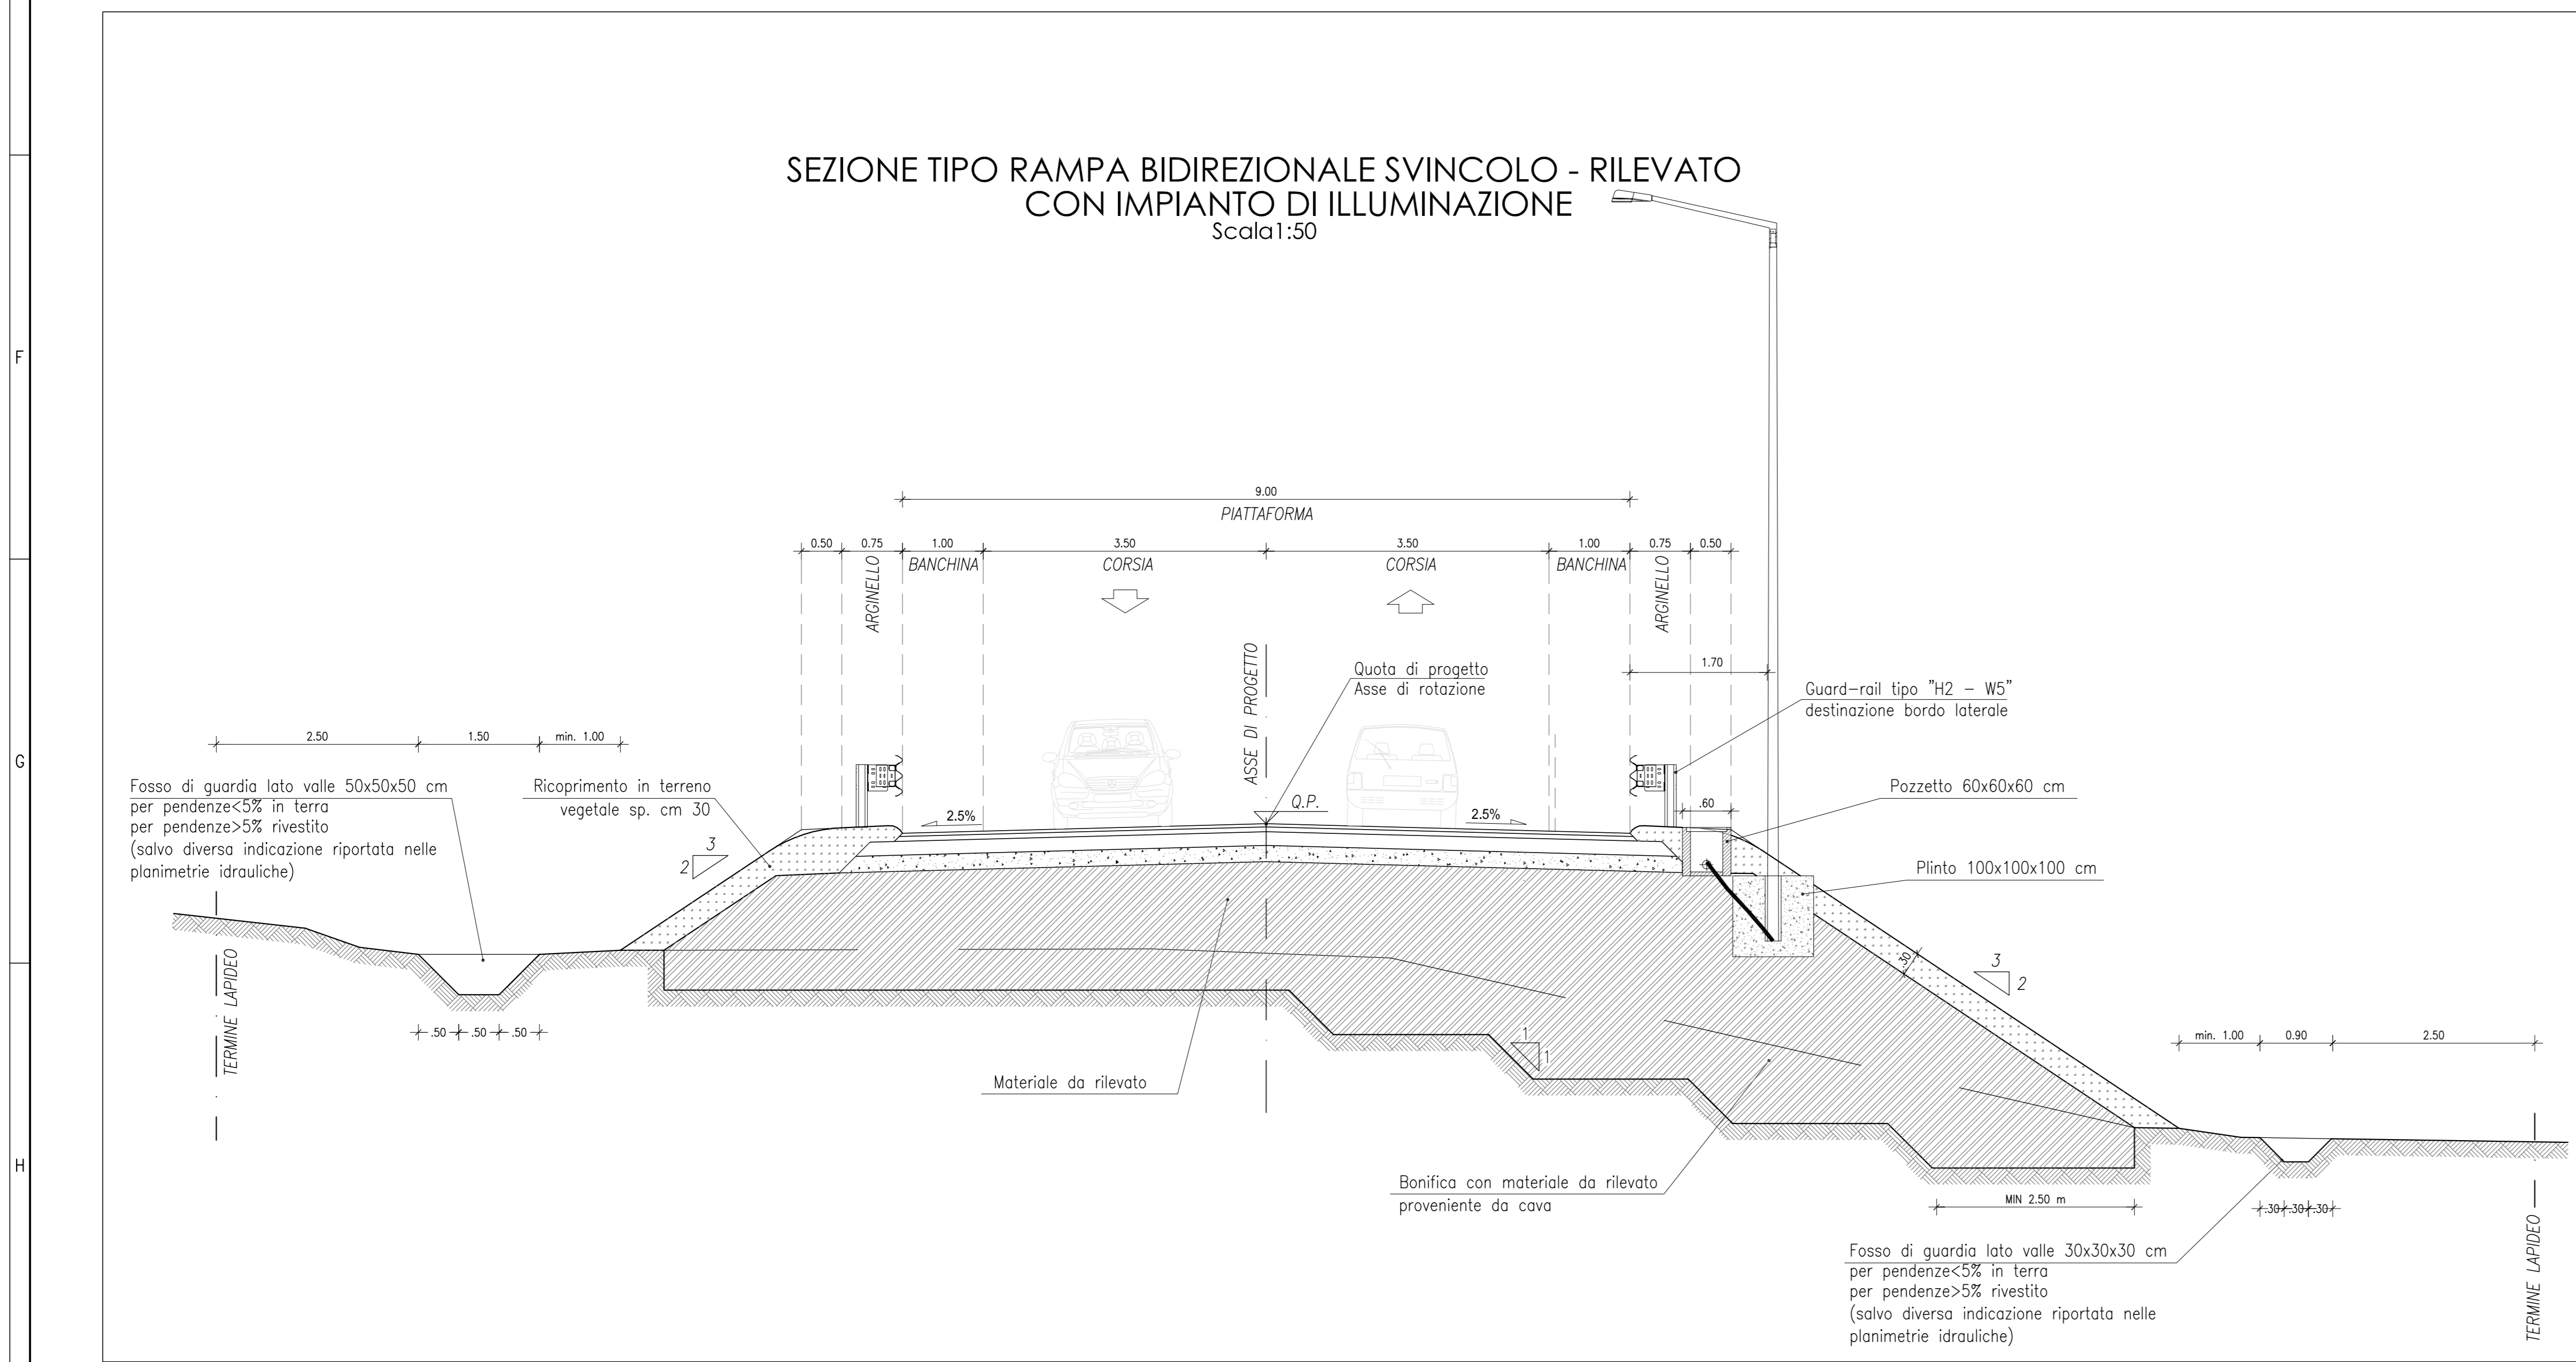 SEZIONE TIPO RAMPA BIDIREZIONALE SVINCOLO - RILEVATO
CON IMPIANTO DI ILLUMINAZIONE
Scala1:50
F
G
H
9.00
PIATTAFORMA
0.50 0.75 1.00 3.50 3.50 1.00 0.75 0.50
ARGINELLO BANCHINA CORSIA CORSIA BANCHINA ARGINELLO
1.70
ASSE DI PROGETTO
Quota di progetto
Asse di rotazione
Guard-rail tipo "H2 - W5"
destinazione bordo laterale
2.50 1.50 min. 1.00
Fosso di guardia lato valle 50x50x50 cm
per pendenze<5% in terra
per pendenze>5% rivestito
(salvo diversa indicazione riportata nelle
planimetrie idrauliche)
Ricoprimento in terreno
vegetale sp. cm 30
Q.P.
2.5% 2.5%
.60
Pozzetto 60x60x60 cm
Plinto 100x100x100 cm
3
2
30
3
2
TERMINE LAPIDEO
.50 .50 .50
1
1
min. 1.00 0.90 2.50
Materiale da rilevato
Bonifica con materiale da rilevato
proveniente da cava
MIN 2.50 m
.30 .30 .30
Fosso di guardia lato valle 30x30x30 cm
per pendenze<5% in terra
per pendenze>5% rivestito
(salvo diversa indicazione riportata nelle
planimetrie idrauliche)
TERMINE LAPIDEO